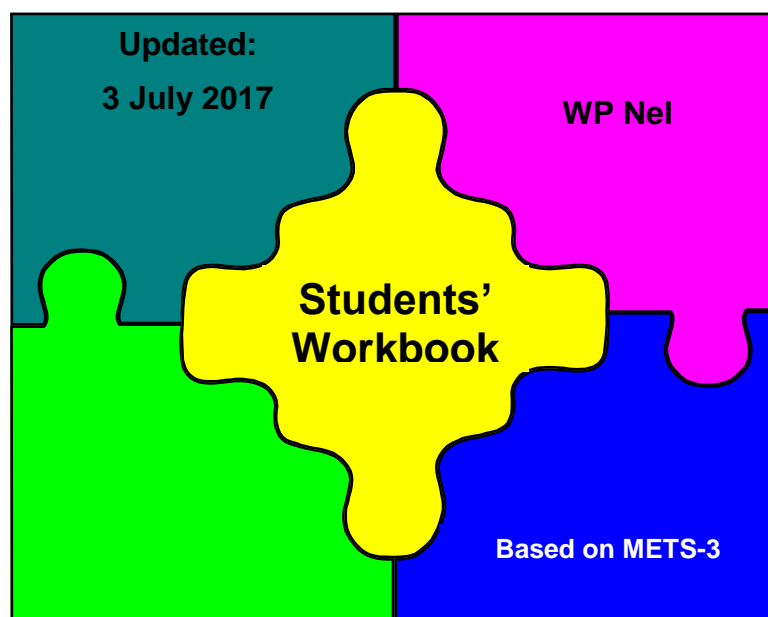 Updated:
3 July 2017
WP Nel
Students’
Workbook
Based on METS-3